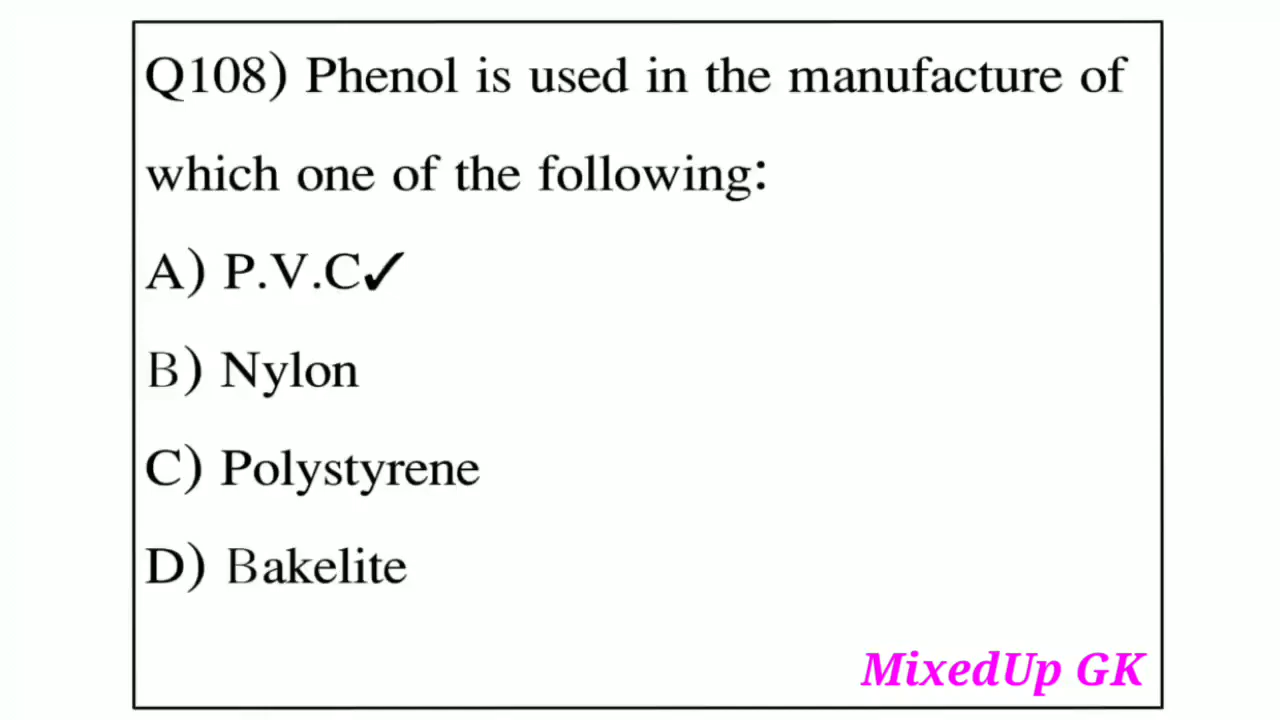 Q108) Phenol is used in the manufacture of
which one of the following:
A) P.V.C✓
B) Nylon
C) Polystyrene
D) Bakelite
MixedUp GK